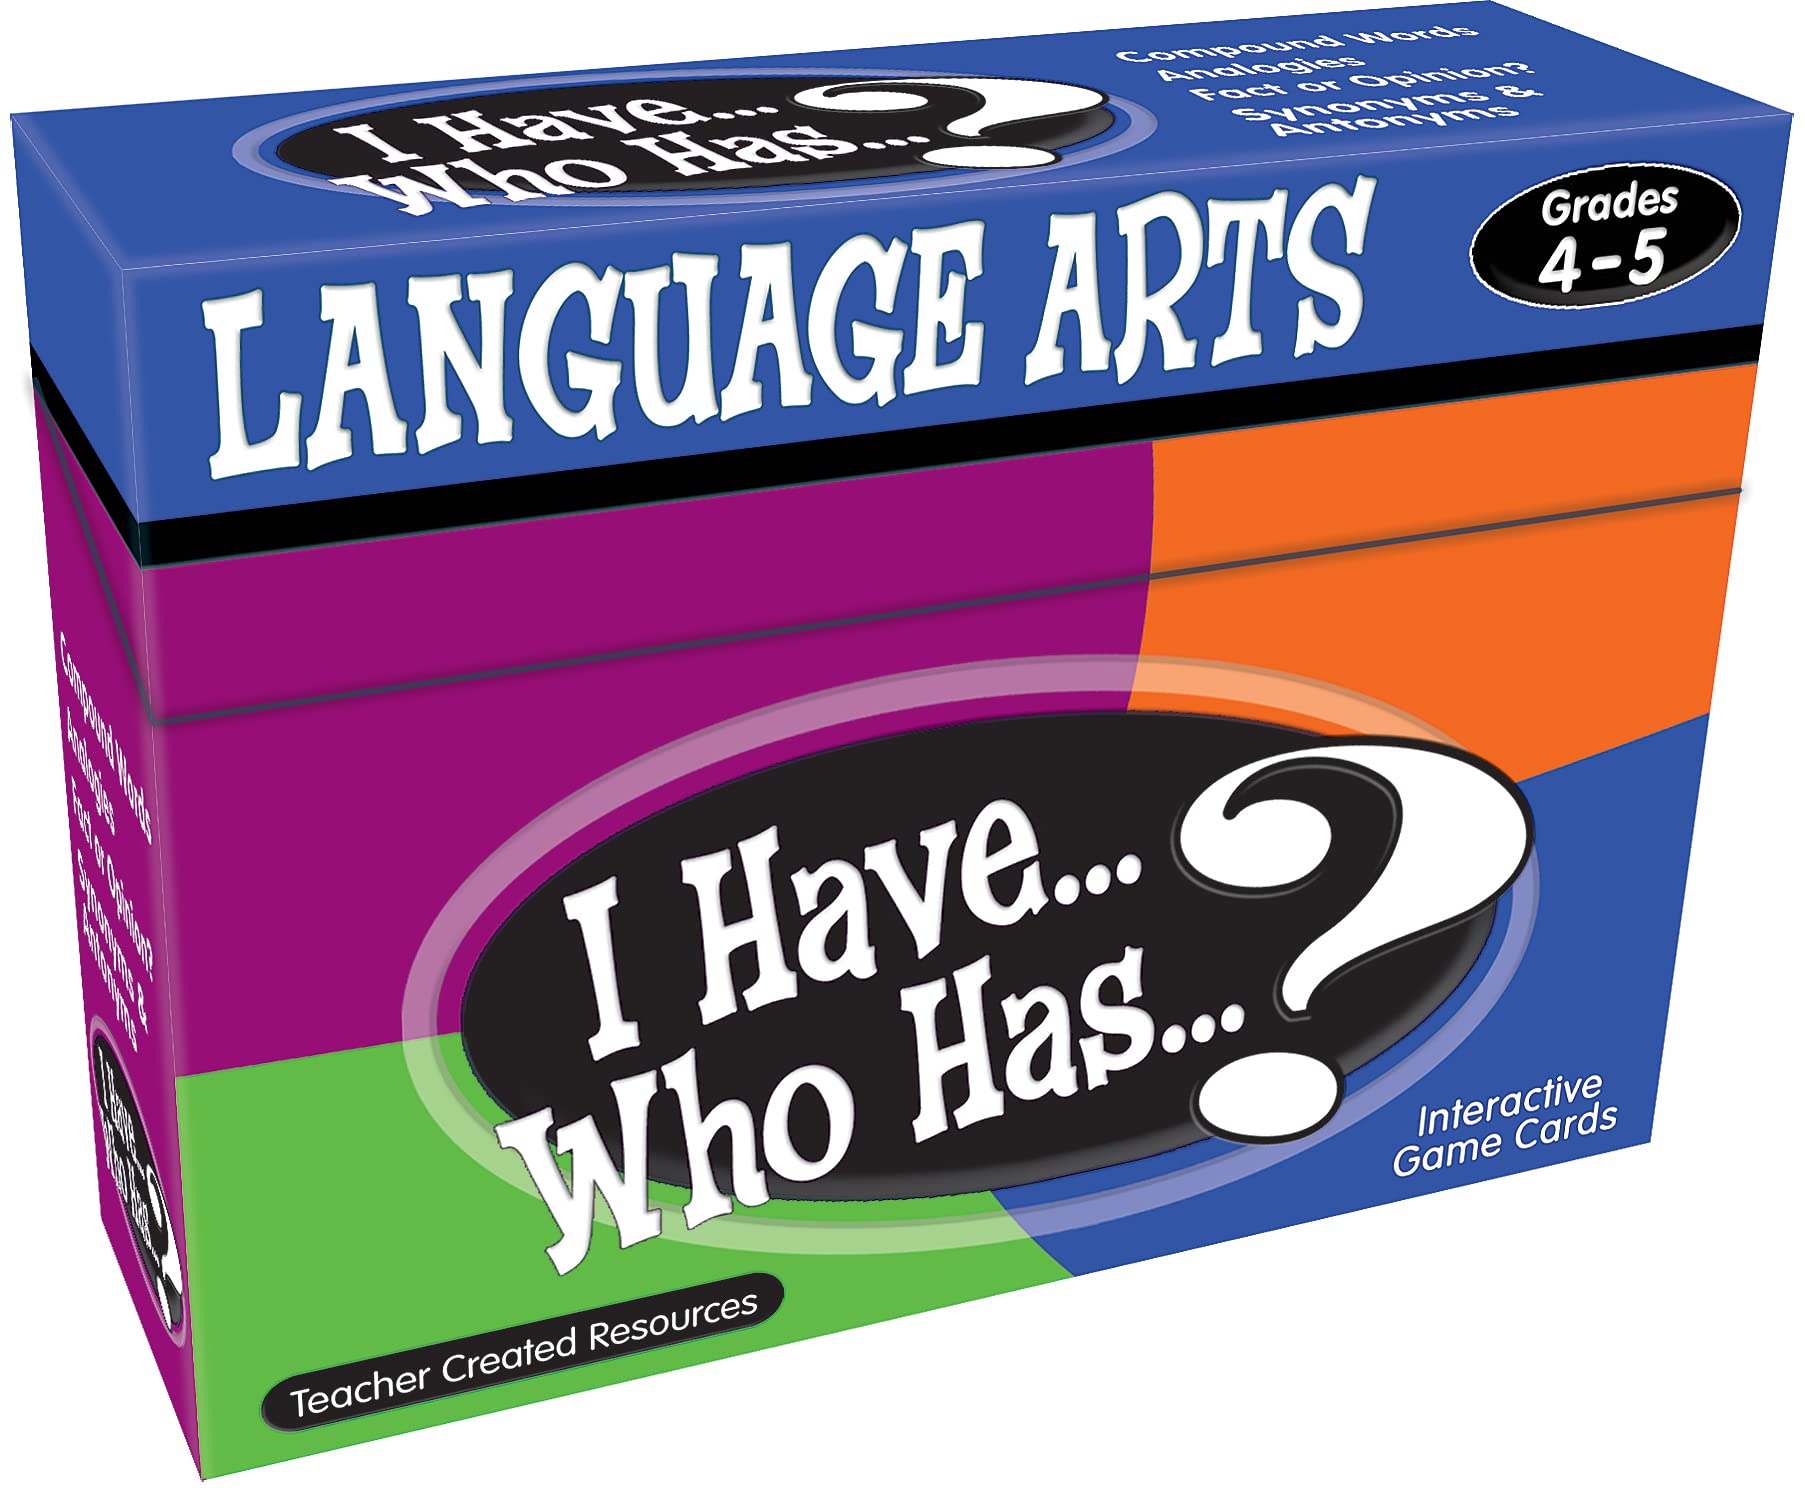 I Have...
Who Has...?
Compound Words
Analogies
Fact or Opinion?
Synonyms &
Antonyms
LANGUAGE ARTS
Grades
4-5
I Have...
Who Has...?
Interactive
Game Cards
Teacher Created Resources
Compound Words
Analogies
Fact or Opinion?
Synonyms &
Antonyms
I Have...
Who Has...?